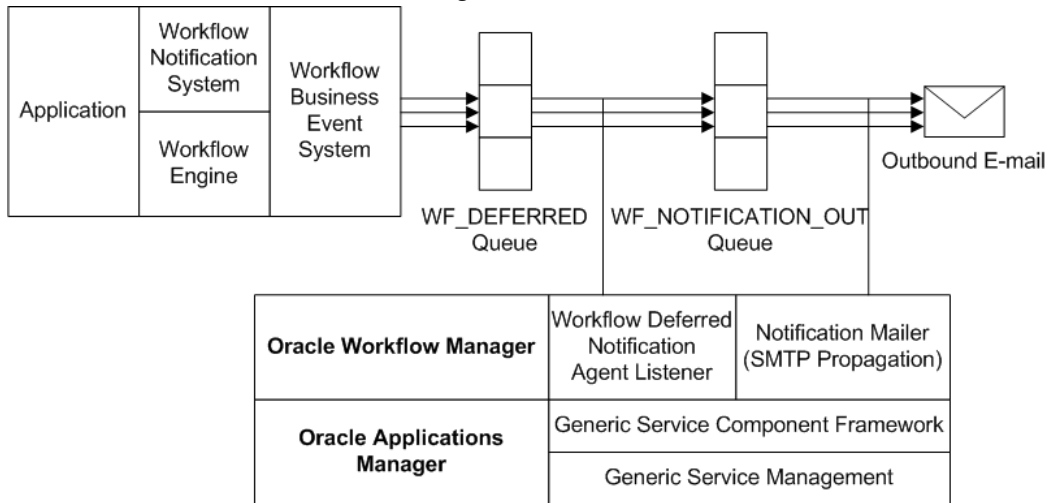 Application
Workflow
Notification
System
Workflow
Engine
Workflow
Business
Event
System
WF_DEFERRED
Queue
WF_NOTIFICATION_OUT
Queue
Outbound E-mail
Oracle Workflow Manager
Workflow Deferred
Notification
Agent Listener
Notification Mailer
(SMTP Propagation)
Oracle Applications
Manager
Generic Service Component Framework
Generic Service Management